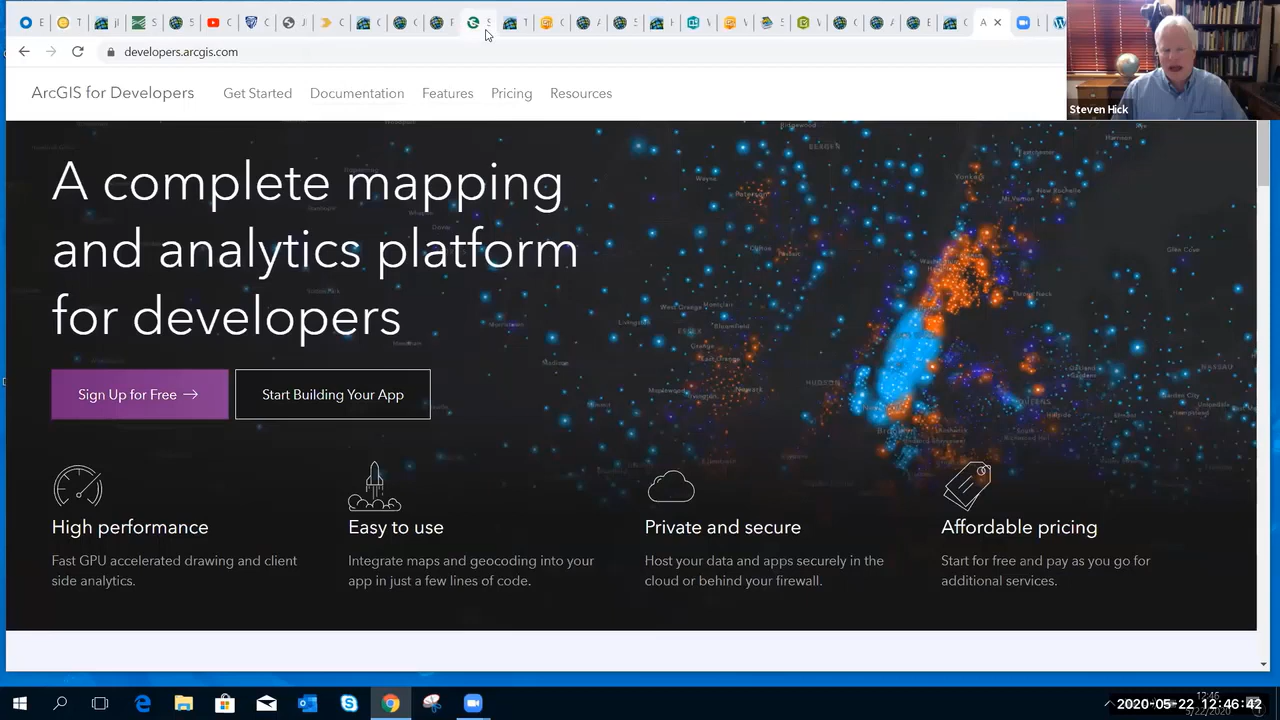 developers.arcgis.com
ArcGIS for Developers
Get Started
Documentation
Features
Pricing
Resources
Steven Hick
A complete mapping
and analytics platform
for developers
Sign Up for Free →
Start Building Your App
High performance
Fast GPU accelerated drawing and client
side analytics.
Easy to use
Integrate maps and geocoding into your
app in just a few lines of code.
Private and secure
Host your data and apps securely in the
cloud or behind your firewall.
Affordable pricing
Start for free and pay as you go for
additional services.
12:46
2020-05-22 12:46:42